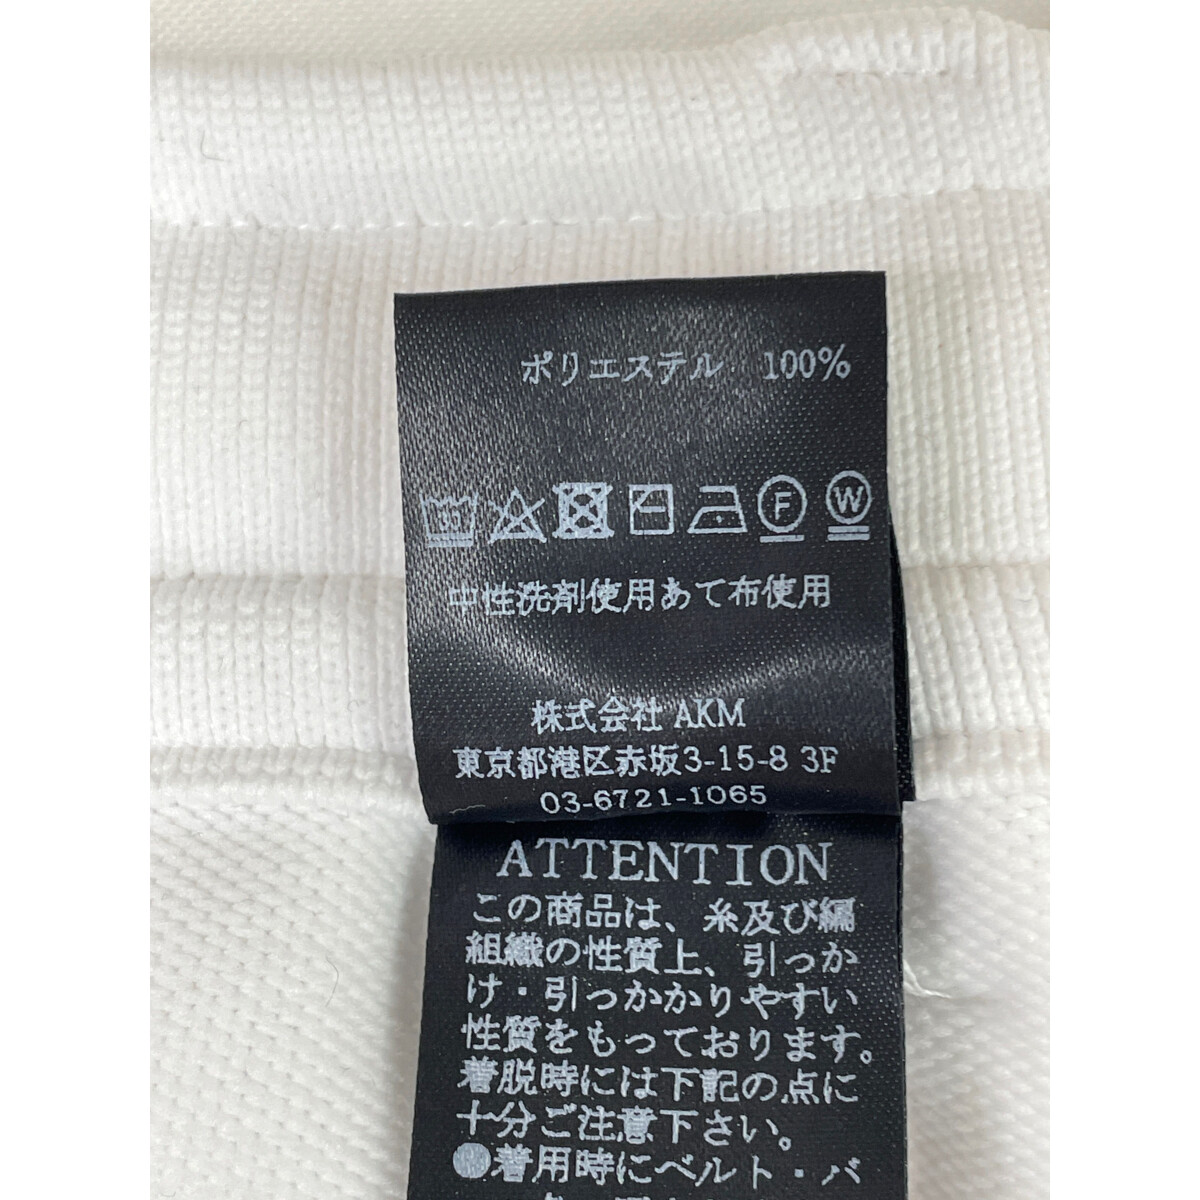 ポリエステル 100%
30 F W
中性洗剤使用あて布使用
株式会社 AKM
東京都港区赤坂3-15-8 3F
03-6721-1065
ATTENTION
この商品は、糸及び編
組織の性質上、引っか
け・引っかかりやすい
性質をもっております。
着脱時には下記の点に
十分ご注意下さい。
●着用時にベルト・バ